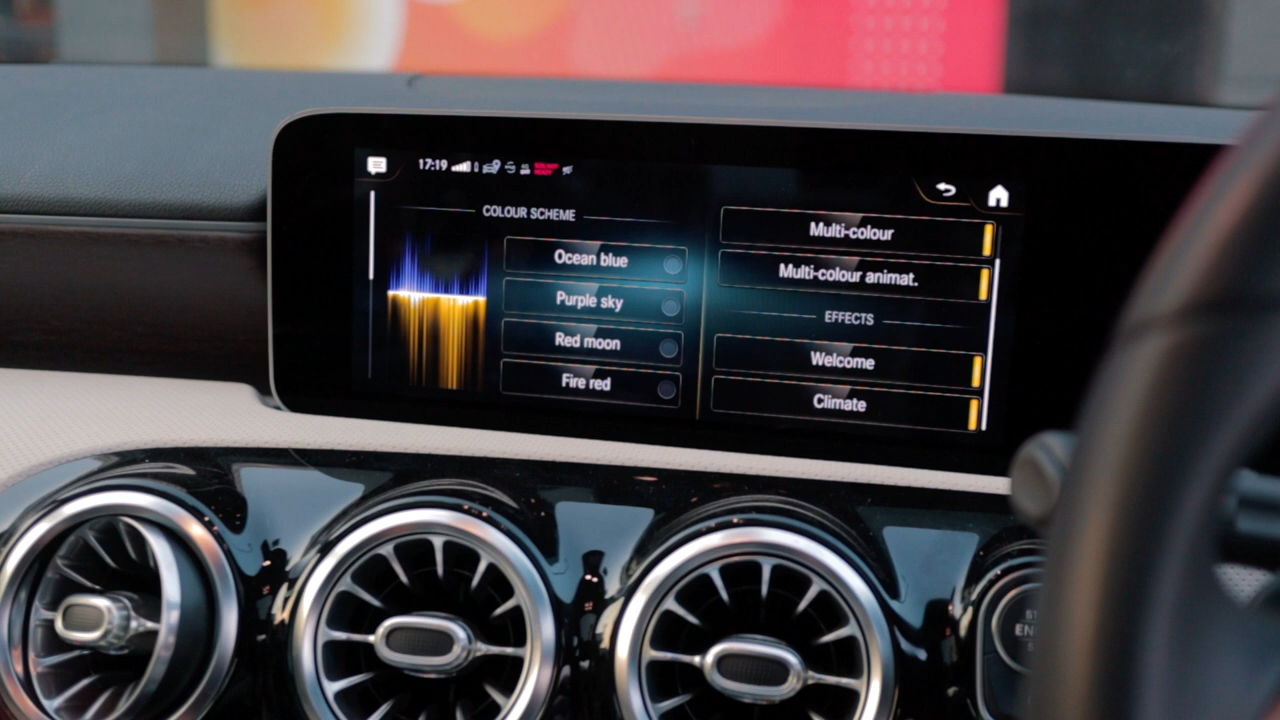 17:19
COLOUR SCHEME
Ocean blue
Purple sky
Red moon
Fire red
Multi-colour
Multi-colour animat.
EFFECTS
Welcome
Climate